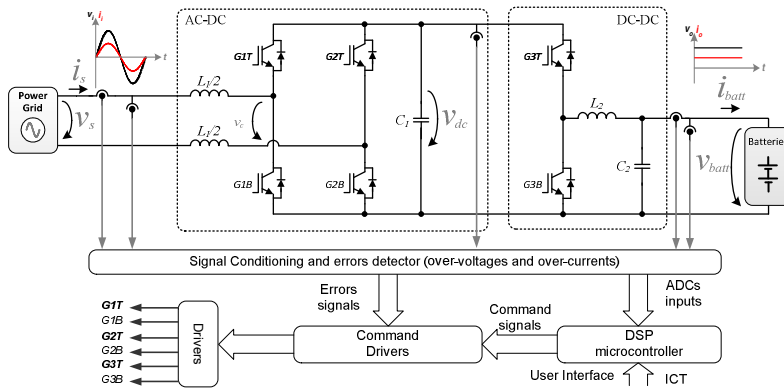 AC-DC
DC-DC
v_i i_i
t
v_o i_o
t
G1T
G2T
G3T
Power
Grid
i_s
v_s
L_1/2
L_1/2
v_c
C_1
v_dc
L_2
C_2
i_batt
v_batt
Batterie
G1B
G2B
G3B
Signal Conditioning and errors detector (over-voltages and over-currents)
Errors
signals
ADCs
inputs
Command
signals
G1T
G1B
G2T
G2B
G3T
G3B
Drivers
Command
Drivers
DSP
microcontroller
User Interface
ICT